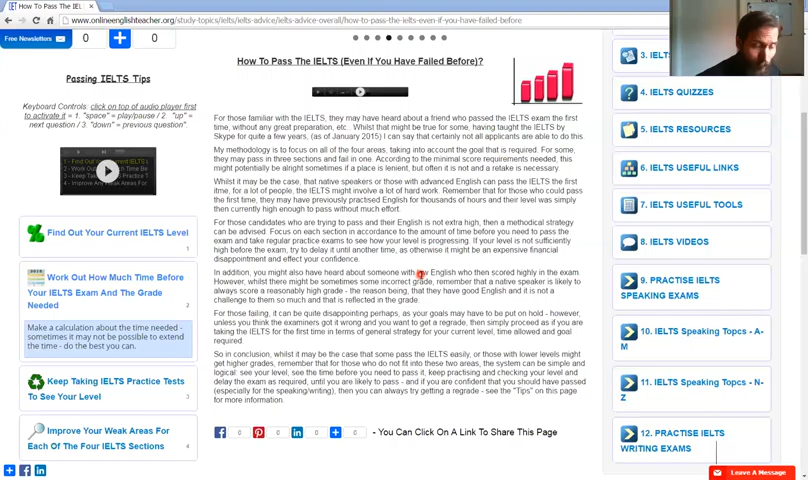 How To Pass The IEL
www.onlineenglishteacher.org/study-topics/ielts/ielts-advice/ielts-advice-overall/how-to-pass-the-ielts-even-if-you-have-failed-before/
Free Newsletters
0
0
Passing IELTS Tips
Keyboard Controls: click on top of audio player first
to activate it = 1. "space" = play/pause / 2. "up" =
next question / 3. "down" = previous question".
1 - Find Out Your Current IELTS L
2 - Work Out How Much Time Be
3 - Keep Taking IELTS Practice T
4 - Improve Your Weak Areas For
Find Out Your Current IELTS Level
1
Work Out How Much Time Before
Your IELTS Exam And The Grade
Needed
2
Make a calculation about the time needed -
sometimes it may not be possible to extend
the time - do the best you can.
Keep Taking IELTS Practice Tests
To See Your Level
3
Improve Your Weak Areas For
Each Of The Four IELTS Sections
4
How To Pass The IELTS (Even If You Have Failed Before)?
For those familiar with the IELTS, they may have heard about a friend who passed the IELTS exam the first
time, without any great preparation, etc.. Whilst that might be true for some, having taught the IELTS by
Skype for quite a few years, (as of January 2015) I can say that certainly not all applicants are able to do this.
My methodology is to focus on all of the four areas, taking into account the goal that is required. For some,
they may pass in three sections and fail in one. According to the minimal score requirements needed, this
might potentially be alright sometimes if a place is lenient, but often it is not and a retake is necessary.
Whilst it may be the case, that native speakers or those with advanced English can pass the IELTS the first
time, for a lot of people, the IELTS might involve a lot of hard work. Remember that for those who could pass
the first time, they may have previously practised English for thousands of hours and their level was simply
then currently high enough to pass without much effort.
For those candidates who are trying to pass and their English is not extra high, then a methodical strategy
can be advised. Focus on each section in accordance to the amount of time before you need to pass the
exam and take regular practice exams to see how your level is progressing. If your level is not sufficiently
high before the exam, try to delay it until another time, as otherwise it might be an expensive financial
disappointment and effect your confidence.
In addition, you might also have heard about someone with low English who then scored highly in the exam
However, whilst there might be sometimes some incorrect grade, remember that a native speaker is likely to
always score a reasonably high grade - the reason being, that they have good English and it is not a
challenge to them so much and that is reflected in the grade.
For those failing, it can be quite disappointing perhaps, as your goals may have to be put on hold - however,
unless you think the examiners got it wrong and you want to get a regrade, then simply proceed as if you are
taking the IELTS for the first time in terms of general strategy for your current level, time allowed and goal
required.
So in conclusion, whilst it may be the case that some pass the IELTS easily, or those with lower levels might
get higher grades, remember that for those who do not fit into these two areas, the system can be simple and
logical: see your level, see the time before you need to pass it, keep practising and checking your level and
delay the exam as required, until you are likely to pass - and if you are confident that you should have passed
(especially for the speaking/writing), then you can always try getting a regrade - see the "Tips" on this page
for more information.
0
0
0
0
- You Can Click On A Link To Share This Page
3. IELT
4. IELTS QUIZZES
5. IELTS RESOURCES
6. IELTS USEFUL LINKS
7. IELTS USEFUL TOOLS
8. IELTS VIDEOS
9. PRACTISE IELTS
SPEAKING EXAMS
10. IELTS Speaking Topcs - A-
M
11. IELTS Speaking Topcs - N-
Z
12. PRACTISE IELTS
WRITING EXAMS
Leave A Message